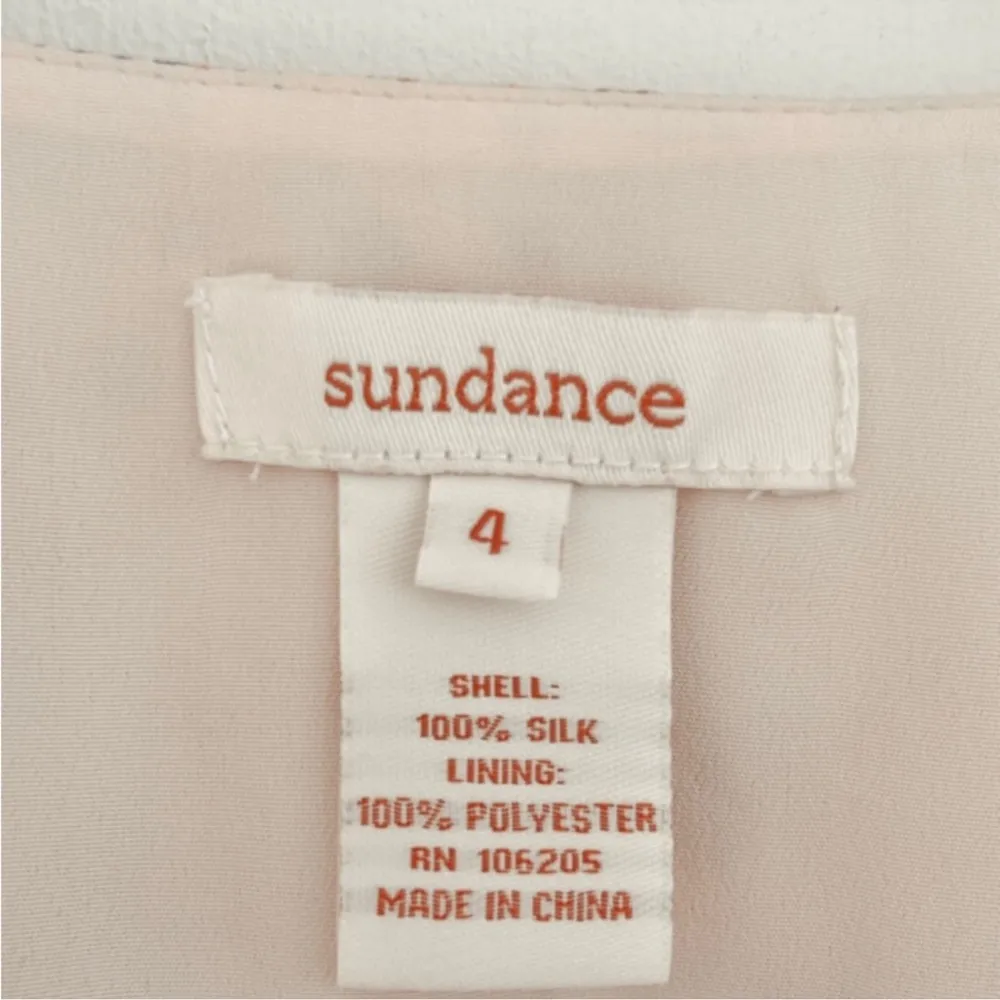 sundance
4
SHELL:
100% SILK
LINING:
100% POLYESTER
RN 106205
MADE IN CHINA